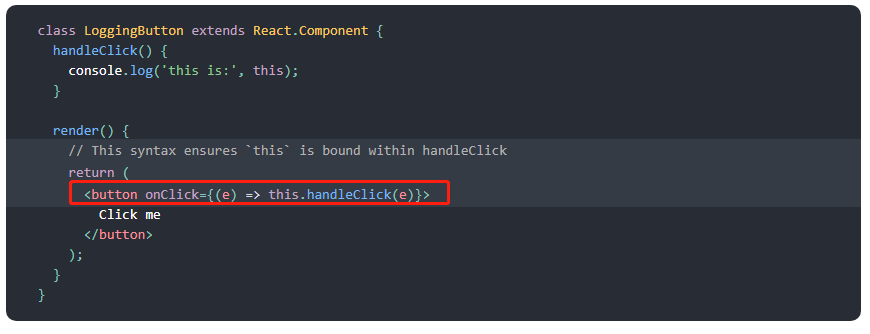 class LoggingButton extends React.Component {
handleClick() {
console.log('this is:', this);
}
render() {
// This syntax ensures `this` is bound within handleClick
return (
<button onClick={(e) => this.handleClick(e)}>
Click me
</button>
);
}
}